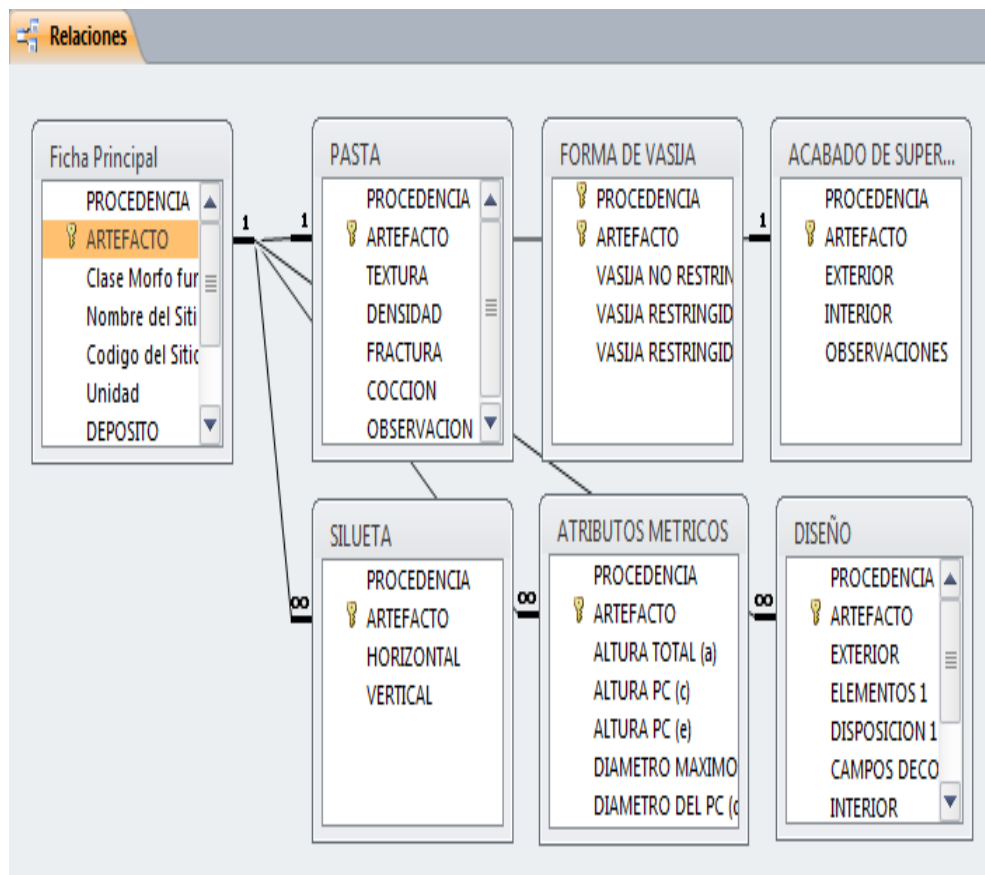 Relaciones
Ficha Principal
PROCEDENCIA
ARTEFACTO
Clase Morfo fur
Nombre del Siti
Codigo del Sitic
Unidad
DEPOSITO
1
1
PASTA
PROCEDENCIA
ARTEFACTO
TEXTURA
DENSIDAD
FRACTURA
COCCION
OBSERVACION
FORMA DE VASIJA
PROCEDENCIA
ARTEFACTO
VASIJA NO RESTRIN
VASIJA RESTRINGID
VASIJA RESTRINGID
1
ACABADO DE SUPER...
PROCEDENCIA
ARTEFACTO
EXTERIOR
INTERIOR
OBSERVACIONES
∞
SILUETA
PROCEDENCIA
ARTEFACTO
HORIZONTAL
VERTICAL
∞
ATRIBUTOS METRICOS
PROCEDENCIA
ARTEFACTO
ALTURA TOTAL (a)
ALTURA PC (c)
ALTURA PC (e)
DIAMETRO MAXIMO
DIAMETRO DEL PC (d
∞
DISEÑO
PROCEDENCIA
ARTEFACTO
EXTERIOR
ELEMENTOS 1
DISPOSICION 1
CAMPOS DECO
INTERIOR